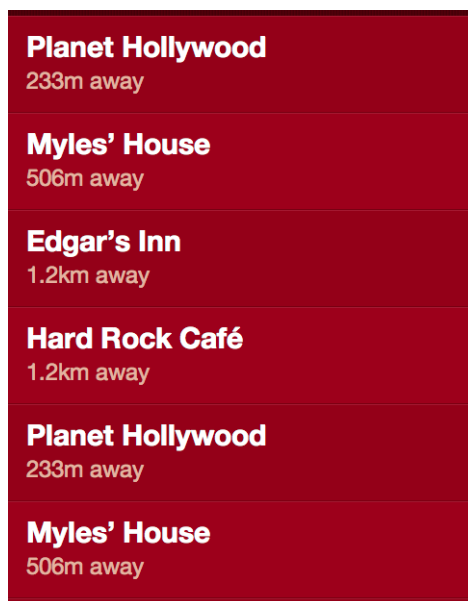 Planet Hollywood
233m away
Myles’ House
506m away
Edgar’s Inn
1.2km away
Hard Rock Café
1.2km away
Planet Hollywood
233m away
Myles’ House
506m away